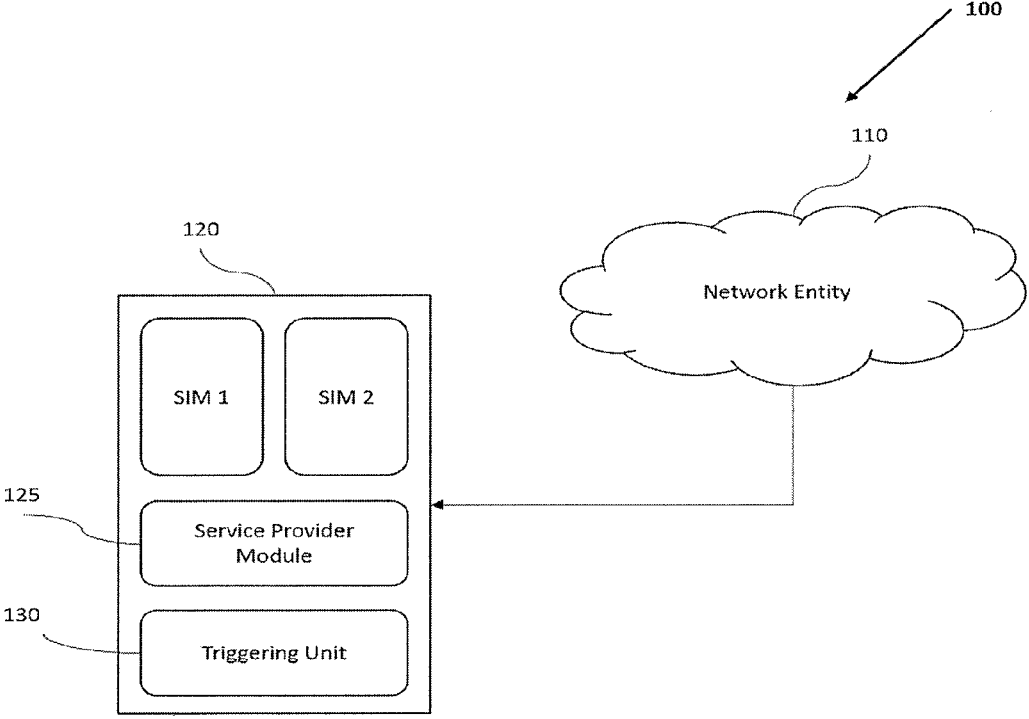 100
110
120
Network Entity
SIM 1
SIM 2
125
Service Provider
Module
130
Triggering Unit